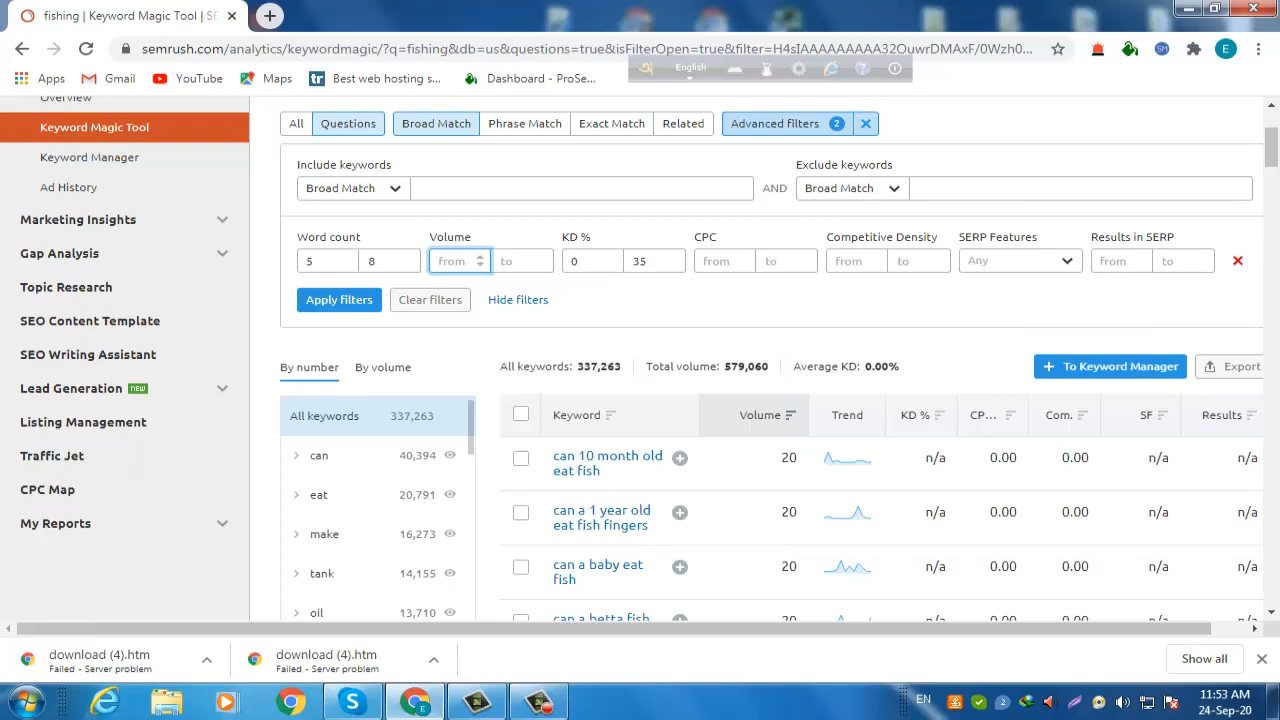 fishing | Keyword Magic Tool | SE
semrush.com/analytics/keywordmagic/?q=fishing&db=us&questions=true&isFilterOpen=true&filter=H4sIAAAAAAAA32OuwrDMAxF/0Wzh0...
E
Apps
Gmail
YouTube
Maps
Best web hosting s...
Dashboard - ProSe...
English
Overview
Keyword Magic Tool
Keyword Manager
Ad History
Marketing Insights
Gap Analysis
Topic Research
SEO Content Template
SEO Writing Assistant
Lead Generation NEW
Listing Management
Traffic Jet
CPC Map
My Reports
All Questions Broad Match Phrase Match Exact Match Related Advanced filters 2
Include keywords
Exclude keywords
Broad Match
AND
Broad Match
Word count Volume KD % CPC Competitive Density SERP Features Results in SERP
5 8 from to 0 35 from to from to Any from to
Apply filters Clear filters Hide filters
By number By volume
All keywords: 337,263 Total volume: 579,060 Average KD: 0.00%
+ To Keyword Manager Export
All keywords 337,263
can 40,394
eat 20,791
make 16,273
tank 14,155
oil 13,710
Keyword Volume Trend KD % CP... Com. SF Results
can 10 month old eat fish 20 n/a 0.00 0.00 n/a n/a
can a 1 year old eat fish fingers 20 n/a 0.00 0.00 n/a n/a
can a baby eat fish 20 n/a 0.00 0.00 n/a n/a
can a betta fish 20 n/a 0.00 0.00 n/a n/a
download (4).htm
Failed - Server problem
download (4).htm
Failed - Server problem
Show all
EN
11:53 AM
24-Sep-20